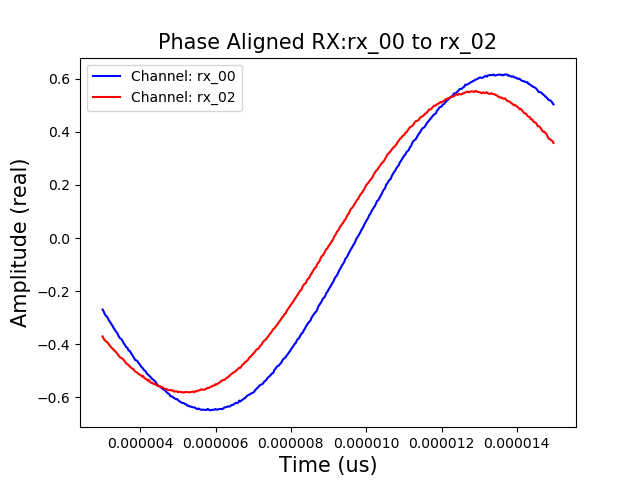 Phase Aligned RX:rx_00 to rx_02
Channel: rx_00
Channel: rx_02
Amplitude (real)
0.6
0.4
0.2
0.0
−0.2
−0.4
−0.6
0.000004 0.000006 0.000008 0.000010 0.000012 0.000014
Time (us)